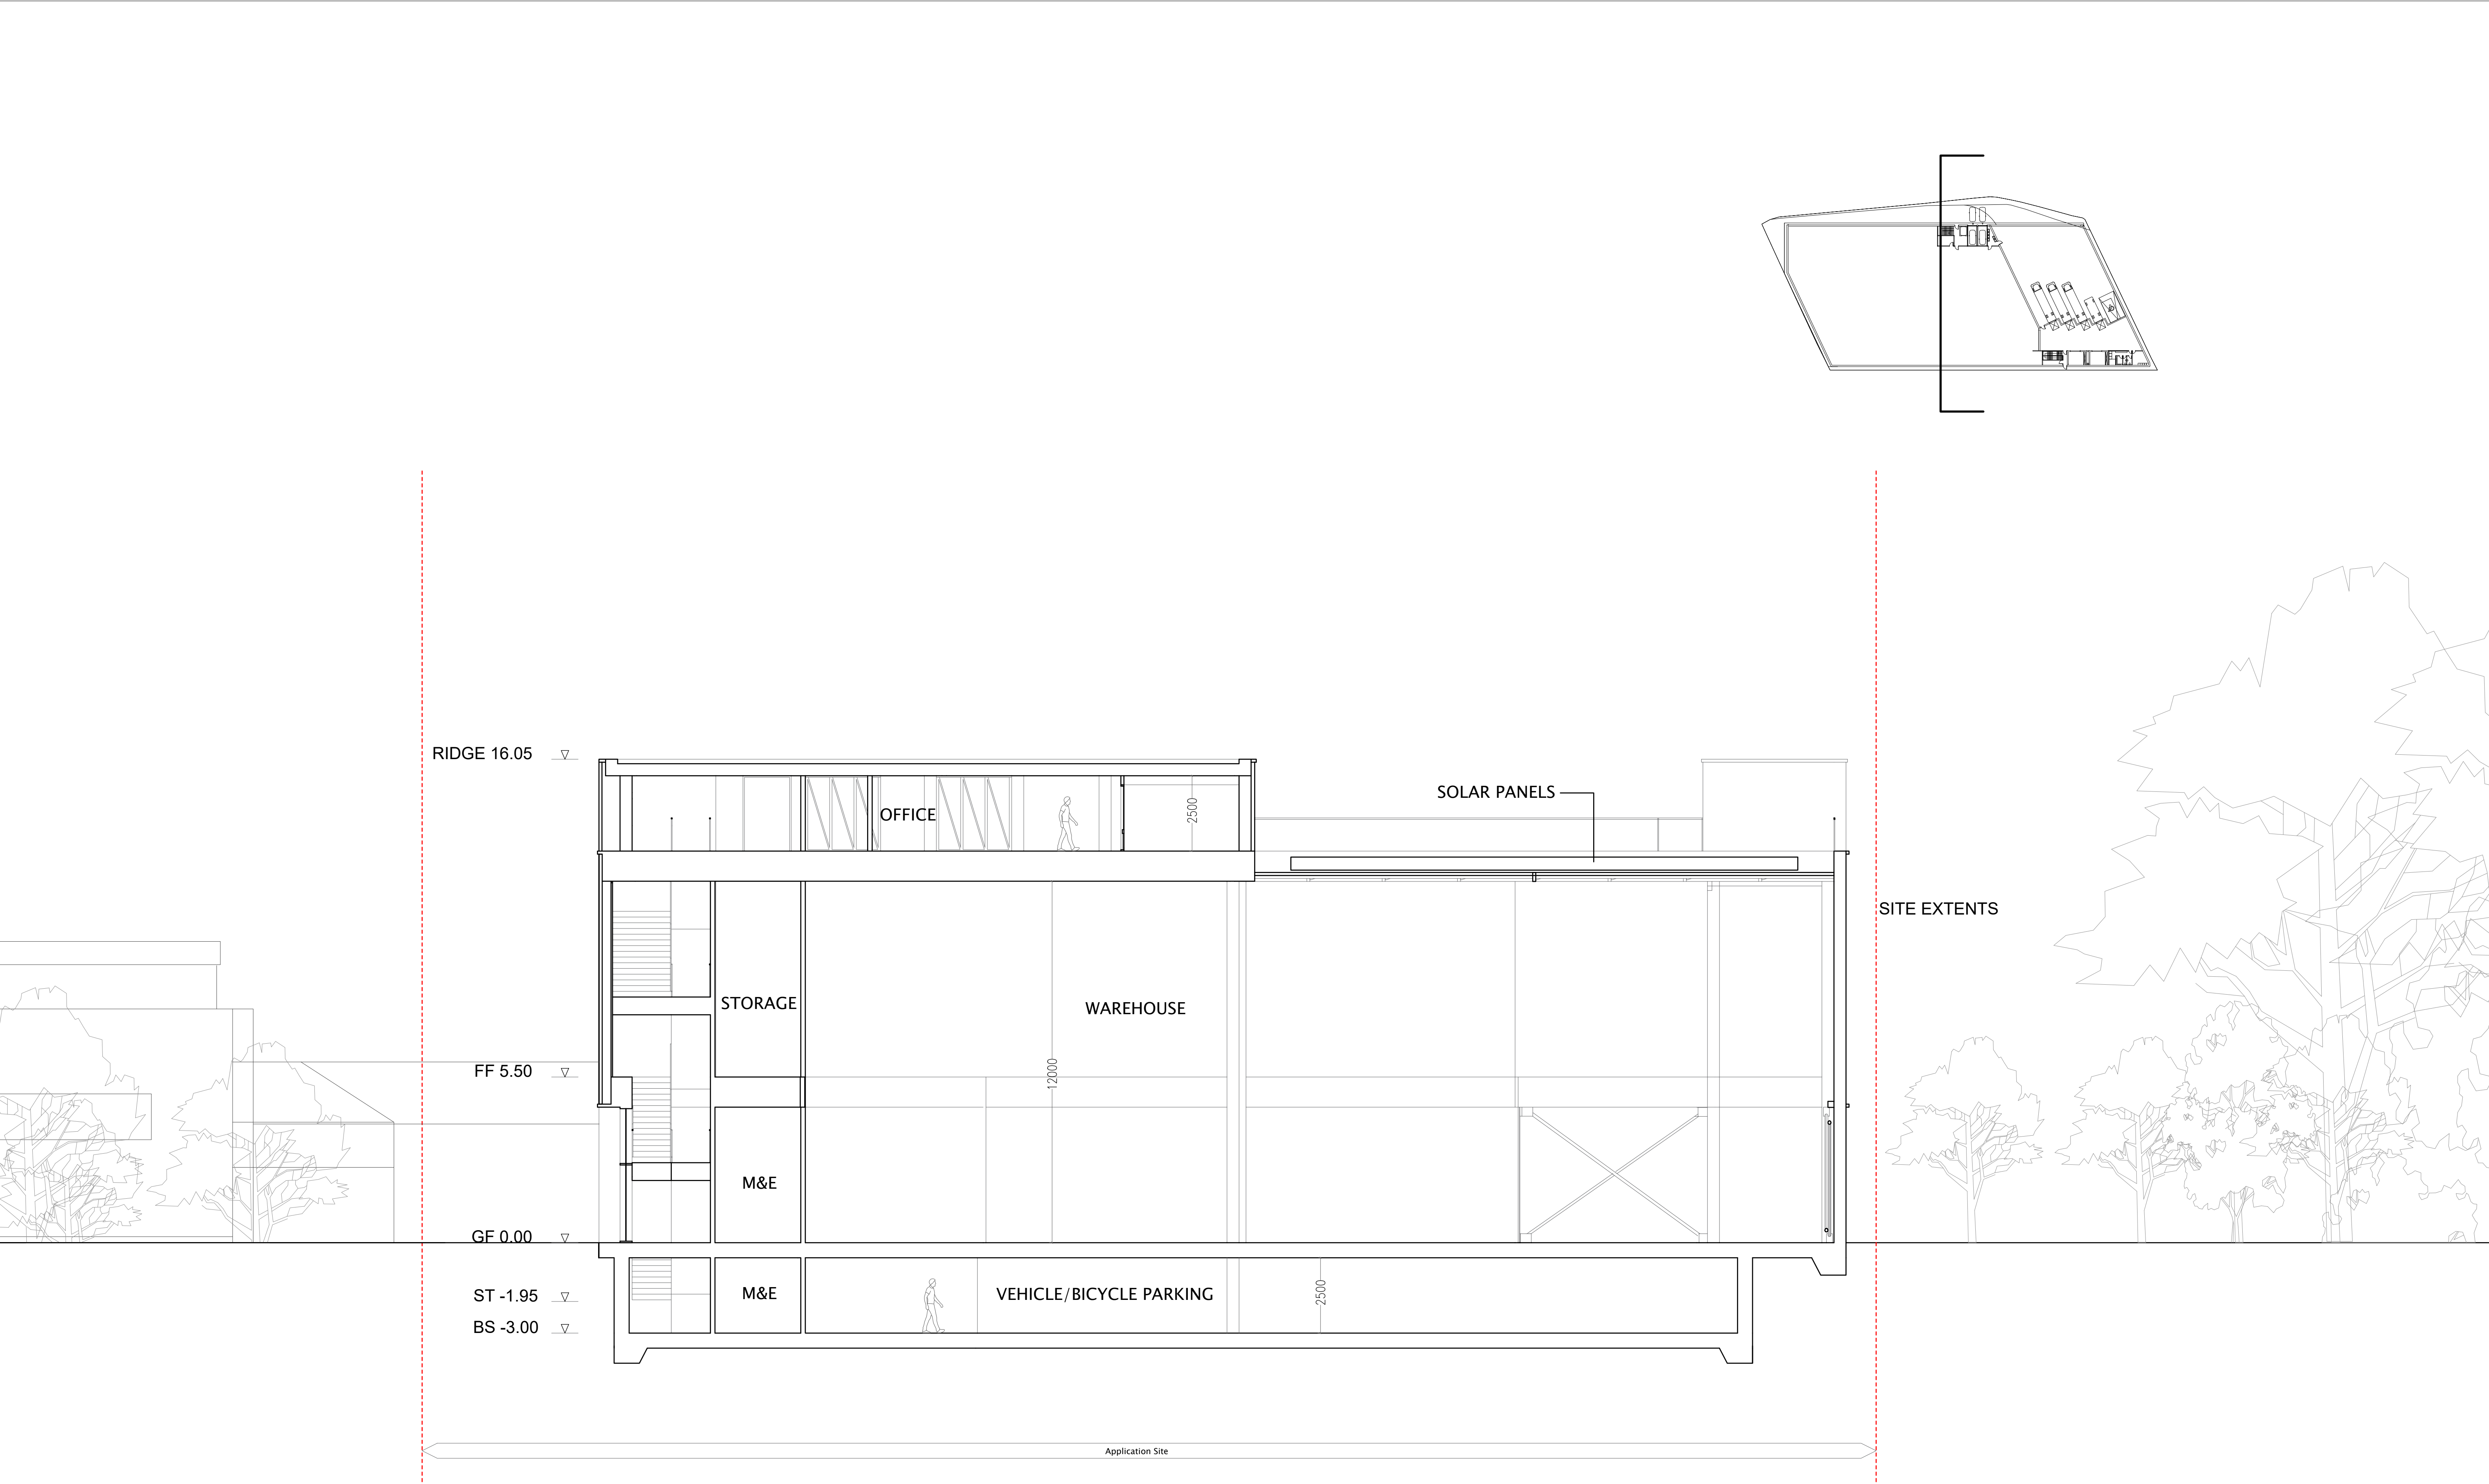 RIDGE 16.05
SOLAR PANELS
OFFICE
2500
SITE EXTENTS
STORAGE
WAREHOUSE
FF 5.50
12000
M&E
GF 0.00
ST -1.95
M&E
VEHICLE/BICYCLE PARKING
2500
BS -3.00
Application Site